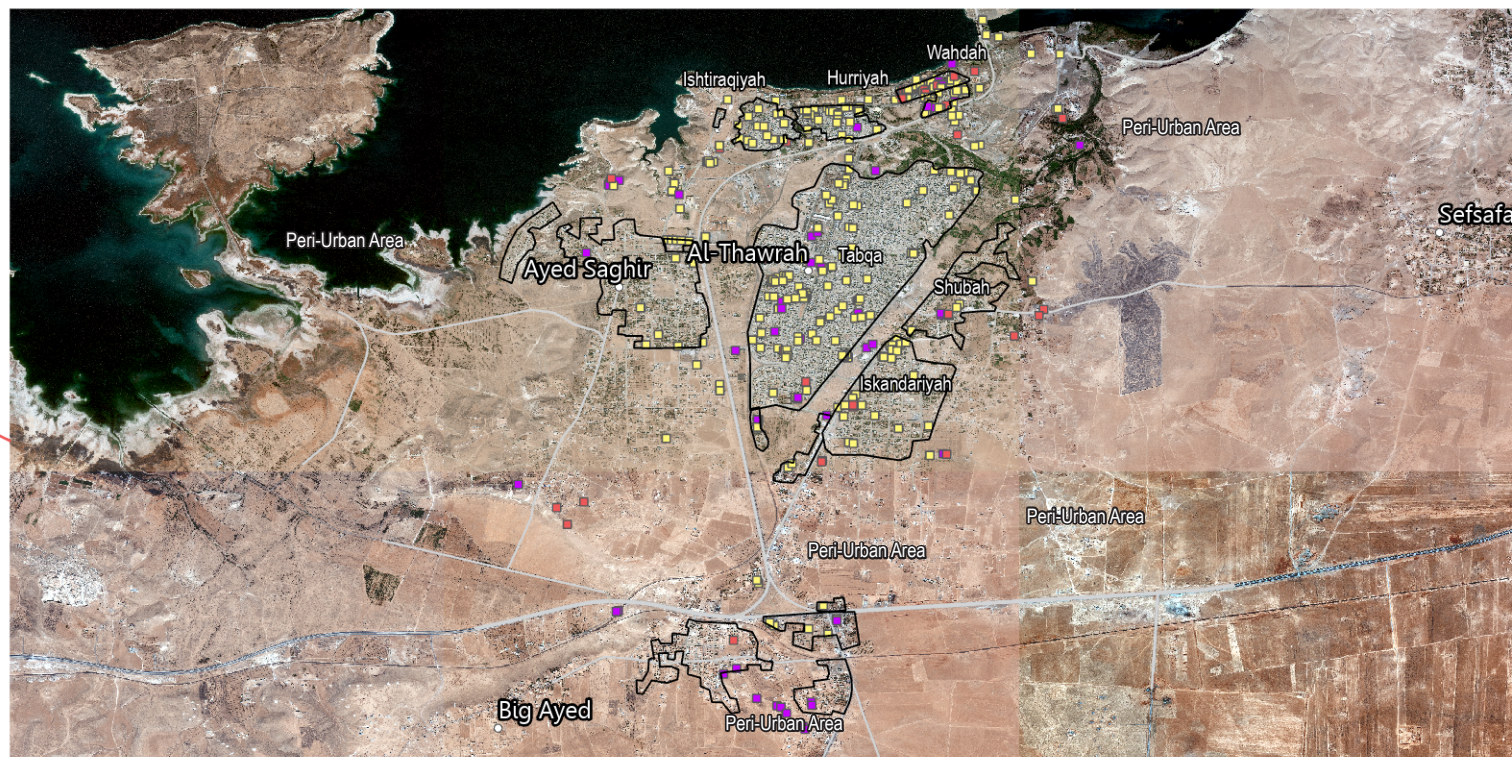 Wahdah
Ishtiraqiyah
Hurriyah
Peri-Urban Area
Sefsafa
Peri-Urban Area
Al-Thawrah
Tabqa
Ayed Saghir
Shubah
Iskandariyah
Peri-Urban Area
Peri-Urban Area
Big Ayed
Peri-Urban Area